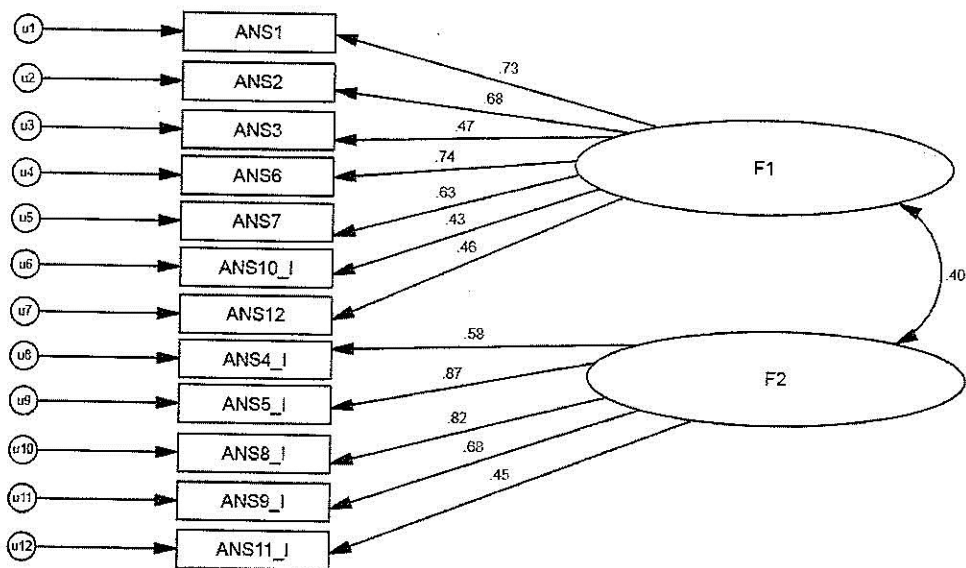 u1
ANS1
.73
u2
ANS2
.68
u3
ANS3
.47
u4
ANS6
.74
F1
u5
ANS7
.63
u6
ANS10_I
.43
u7
ANS12
.46
.40
u8
ANS4_I
.58
F2
u9
ANS5_I
.87
u10
ANS8_I
.82
u11
ANS9_I
.68
u12
ANS11_I
.45